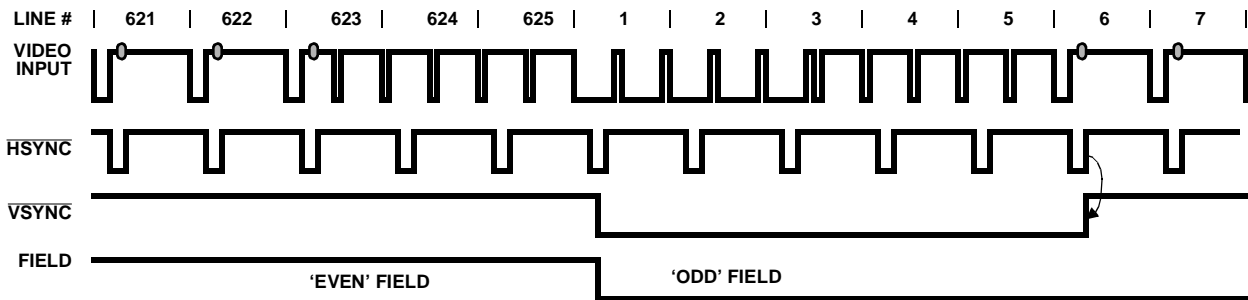 LINE # | 621 | 622 | 623 | 624 | 625 | 1 | 2 | 3 | 4 | 5 | 6 | 7 |
VIDEO
INPUT
HSYNC
VSYNC
FIELD
‘EVEN’ FIELD
‘ODD’ FIELD